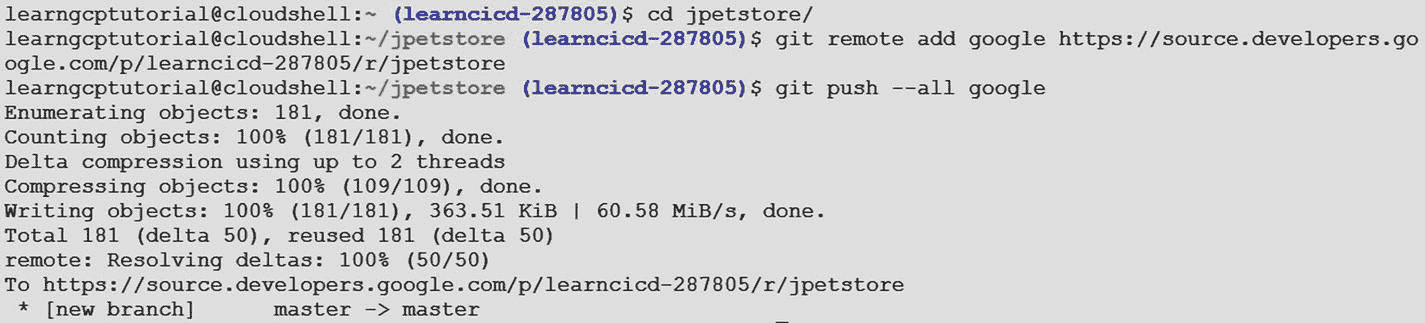 learngcptutorial@cloudshell:~ (learncicd-287805)$ cd jpetstore/
learngcptutorial@cloudshell:~/jpetstore (learncicd-287805)$ git remote add google https://source.developers.go
ogle.com/p/learncicd-287805/r/jpetstore
learngcptutorial@cloudshell:~/jpetstore (learncicd-287805)$ git push --all google
Enumerating objects: 181, done.
Counting objects: 100% (181/181), done.
Delta compression using up to 2 threads
Compressing objects: 100% (109/109), done.
Writing objects: 100% (181/181), 363.51 KiB | 60.58 MiB/s, done.
Total 181 (delta 50), reused 181 (delta 50)
remote: Resolving deltas: 100% (50/50)
To https://source.developers.google.com/p/learncicd-287805/r/jpetstore
 * [new branch]      master -> master